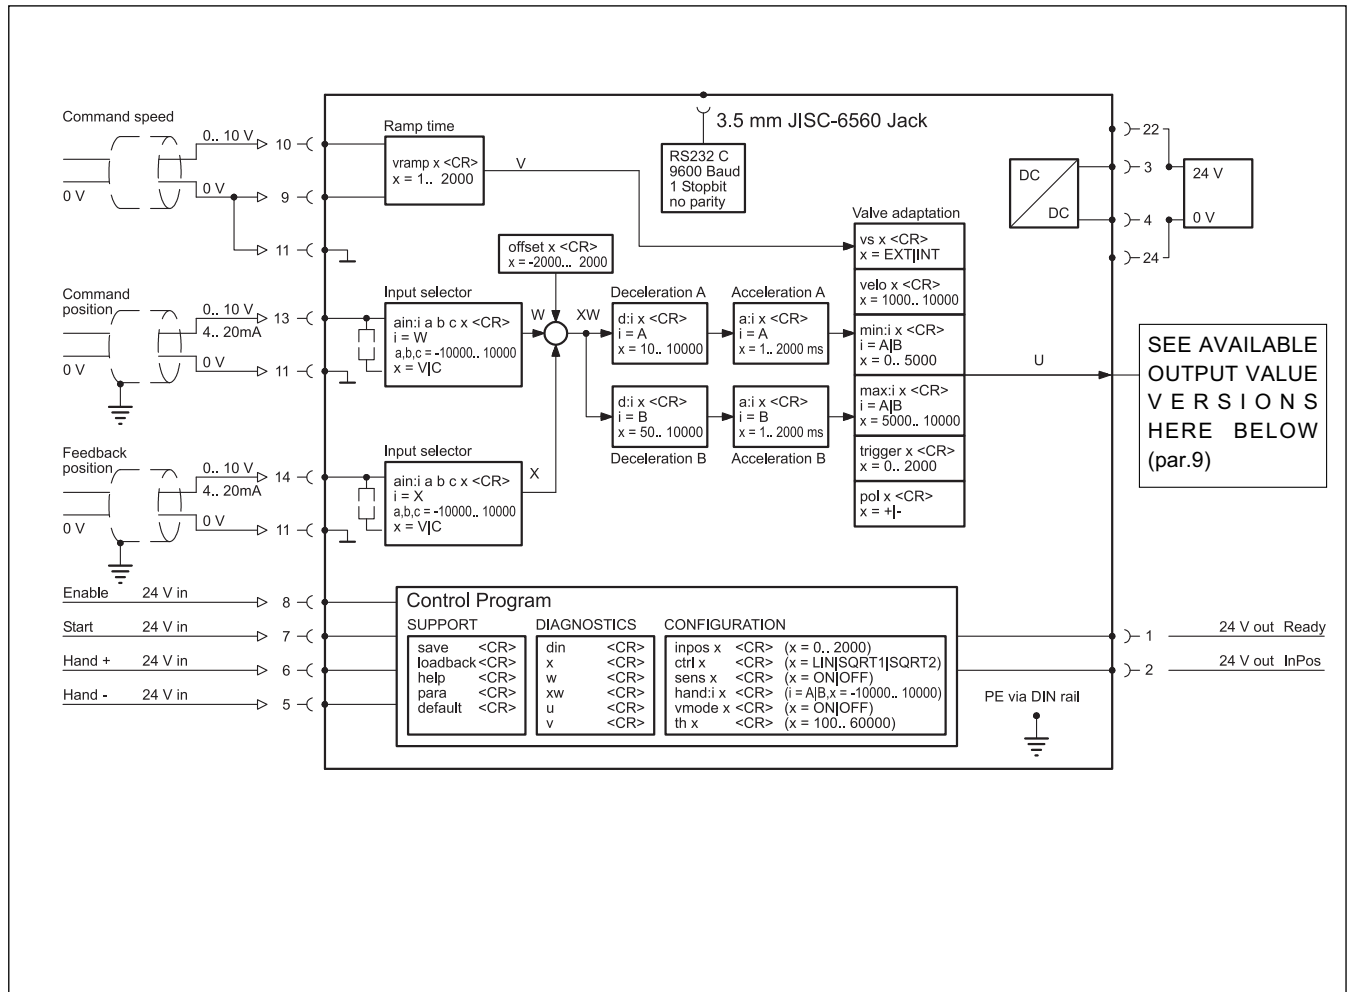 Command speed
0.. 10 V
10
0 V
0 V
9
11
Ramp time
vramp x <CR>
x = 1.. 2000
V
3.5 mm JISC-6560 Jack
RS232 C
9600 Baud
1 Stopbit
no parity
22
3
4
24
DC
DC
24 V
0 V
Command
position
0.. 10 V
4.. 20mA
13
0 V
0 V
11
Input selector
ain:i a b c x <CR>
i = W
a,b,c = -10000.. 10000
x = V|C
W
offset x <CR>
x = -2000... 2000
XW
Deceleration A
d:i x <CR>
i = A
x = 10.. 10000
Acceleration A
a:i x <CR>
i = A
x = 1.. 2000 ms
d:i x <CR>
i = B
x = 50.. 10000
Deceleration B
a:i x <CR>
i = B
x = 1.. 2000 ms
Acceleration B
Valve adaptation
vs x <CR>
x = EXT|INT
velo x <CR>
x = 1000.. 10000
min:i x <CR>
i = A|B
x = 0.. 5000
max:i x <CR>
i = A|B
x = 5000.. 10000
trigger x <CR>
x = 0.. 2000
pol x <CR>
x = +|-
U
SEE AVAILABLE
OUTPUT VALUE
VERSIONS
HERE BELOW
(par.9)
Feedback
position
0.. 10 V
4.. 20mA
14
0 V
0 V
11
Input selector
ain:i a b c x <CR>
i = X
a,b,c = -10000.. 10000
x = V|C
X
Enable 24 V in 8
Start 24 V in 7
Hand + 24 V in 6
Hand - 24 V in 5
Control Program
SUPPORT
save <CR>
loadback <CR>
help <CR>
para <CR>
default <CR>
DIAGNOSTICS
din <CR>
x <CR>
w <CR>
xw <CR>
u <CR>
v <CR>
CONFIGURATION
inpos x <CR> (x = 0.. 2000)
ctrl x <CR> (x = LIN|SQRT1|SQRT2)
sens x <CR> (x = ON|OFF)
hand:i x <CR> (i = A|B,x = -10000.. 10000)
vmode x <CR> (x = ON|OFF)
th x <CR> (x = 100.. 60000)
1 24 V out Ready
2 24 V out InPos
PE via DIN rail